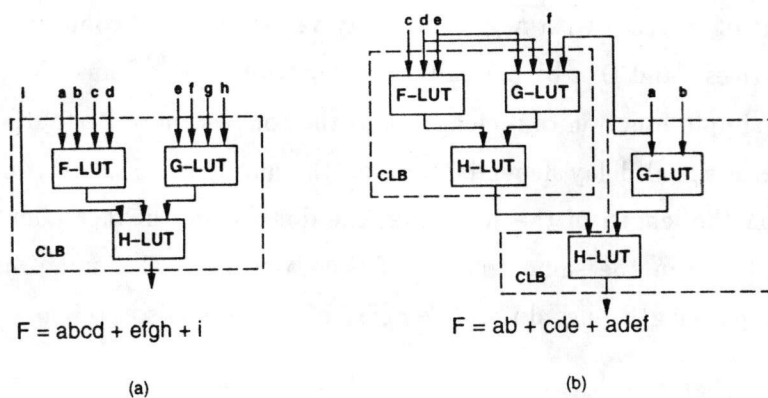 c d e f
i a b c d e f g h
a b
F–LUT G–LUT
F–LUT G–LUT
G–LUT
H–LUT
CLB
H–LUT
CLB
H–LUT
CLB
F = abcd + efgh + i
F = ab + cde + adef
(a)
(b)